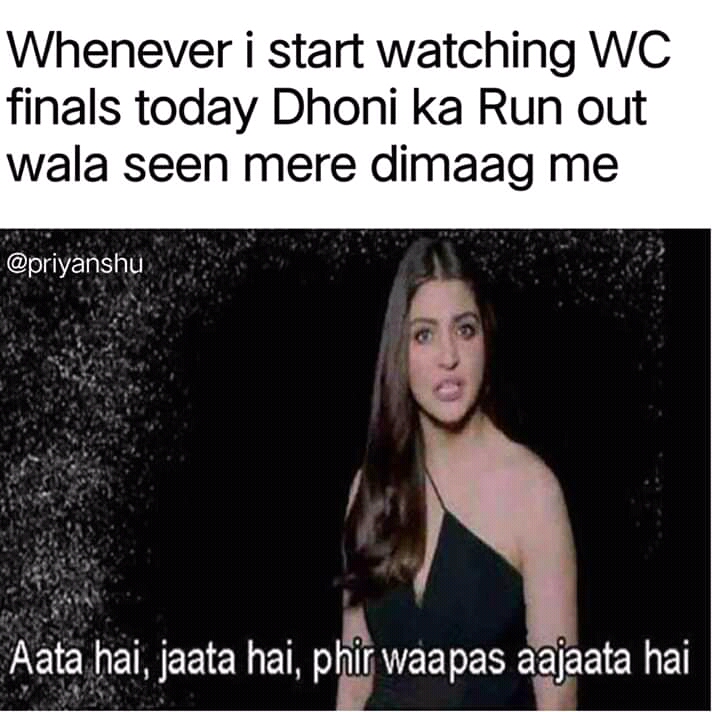 Whenever i start watching WC
finals today Dhoni ka Run out
wala seen mere dimaag me
@priyanshu
Aata hai, jaata hai, phir waapas aajaata hai